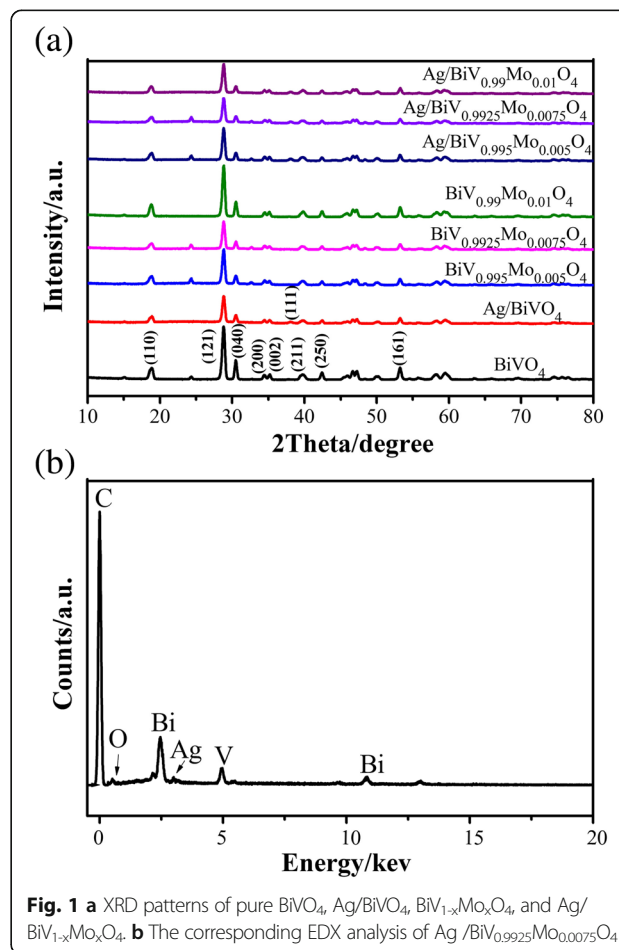 (a)
Intensity/a.u.
Ag/BiV0.99Mo0.01O4
Ag/BiV0.9925Mo0.0075O4
Ag/BiV0.995Mo0.005O4
BiV0.99Mo0.01O4
BiV0.9925Mo0.0075O4
BiV0.995Mo0.005O4
(111)
Ag/BiVO4
(110) (121) (040) (200) (002) (211) (250) (161)
BiVO4
10 20 30 40 50 60 70 80
2Theta/degree
(b)
Counts/a.u.
C
O Bi Ag V Bi
0 5 10 15 20
Energy/kev
Fig. 1 a XRD patterns of pure BiVO4, Ag/BiVO4, BiV1-xMoxO4, and Ag/
BiV1-xMoxO4. b The corresponding EDX analysis of Ag /BiV0.9925Mo0.0075O4